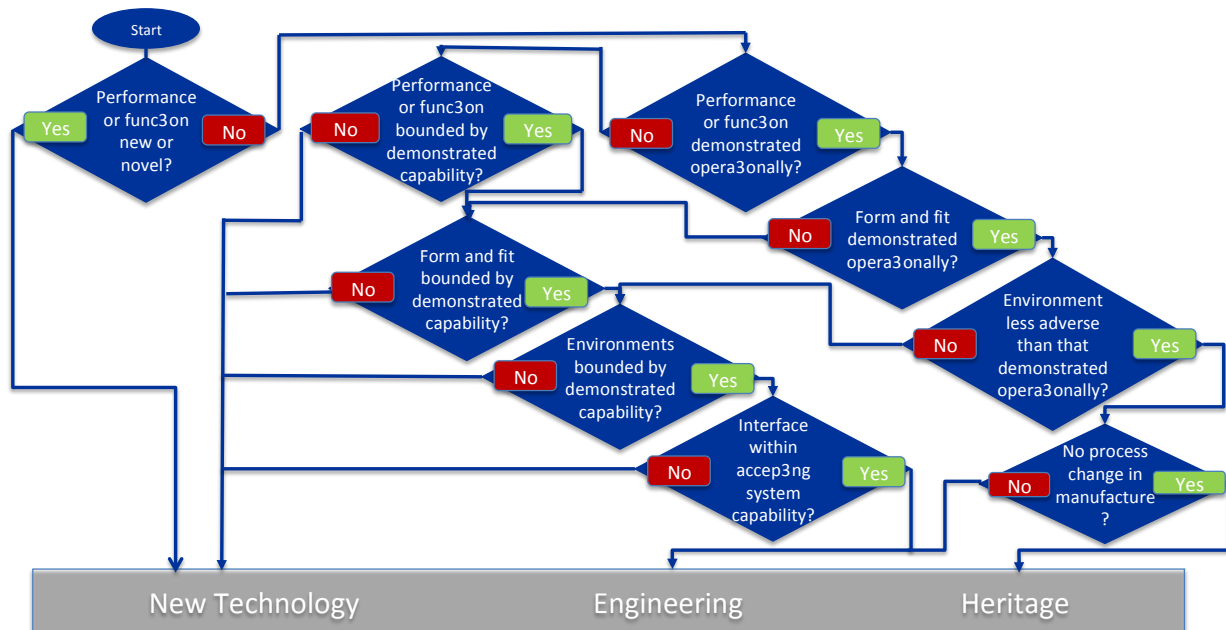 Start
Performance
or func3on
new or
novel?
Yes
No
Performance
or func3on
bounded by
demonstrated
capability?
No
Yes
Performance
or func3on
demonstrated
opera3onally?
No
Yes
Form and fit
demonstrated
opera3onally?
No
Yes
Form and fit
bounded by
demonstrated
capability?
No
Yes
Environment
less adverse
than that
demonstrated
opera3onally?
No
Yes
Environments
bounded by
demonstrated
capability?
No
Yes
Interface
within
accep3ng
system
capability?
No
Yes
No process
change in
manufacture
?
No
Yes
New Technology
Engineering
Heritage